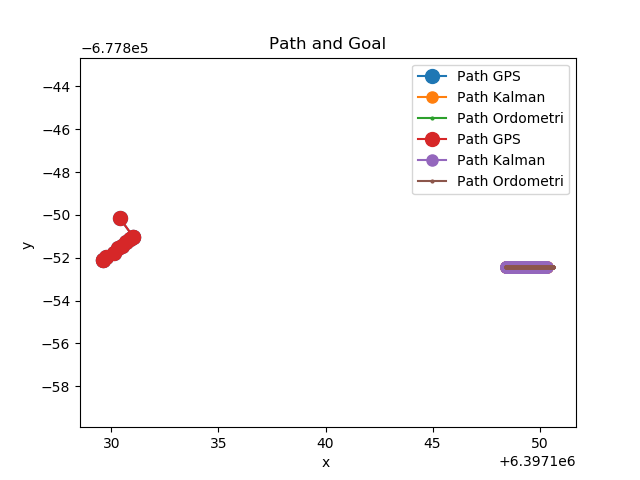 Path and Goal
−6.778e5
−44
−46
−48
−50
−52
−54
−56
−58
y
Path GPS
Path Kalman
Path Ordometri
Path GPS
Path Kalman
Path Ordometri
30
35
40
45
50
x
+6.3971e6